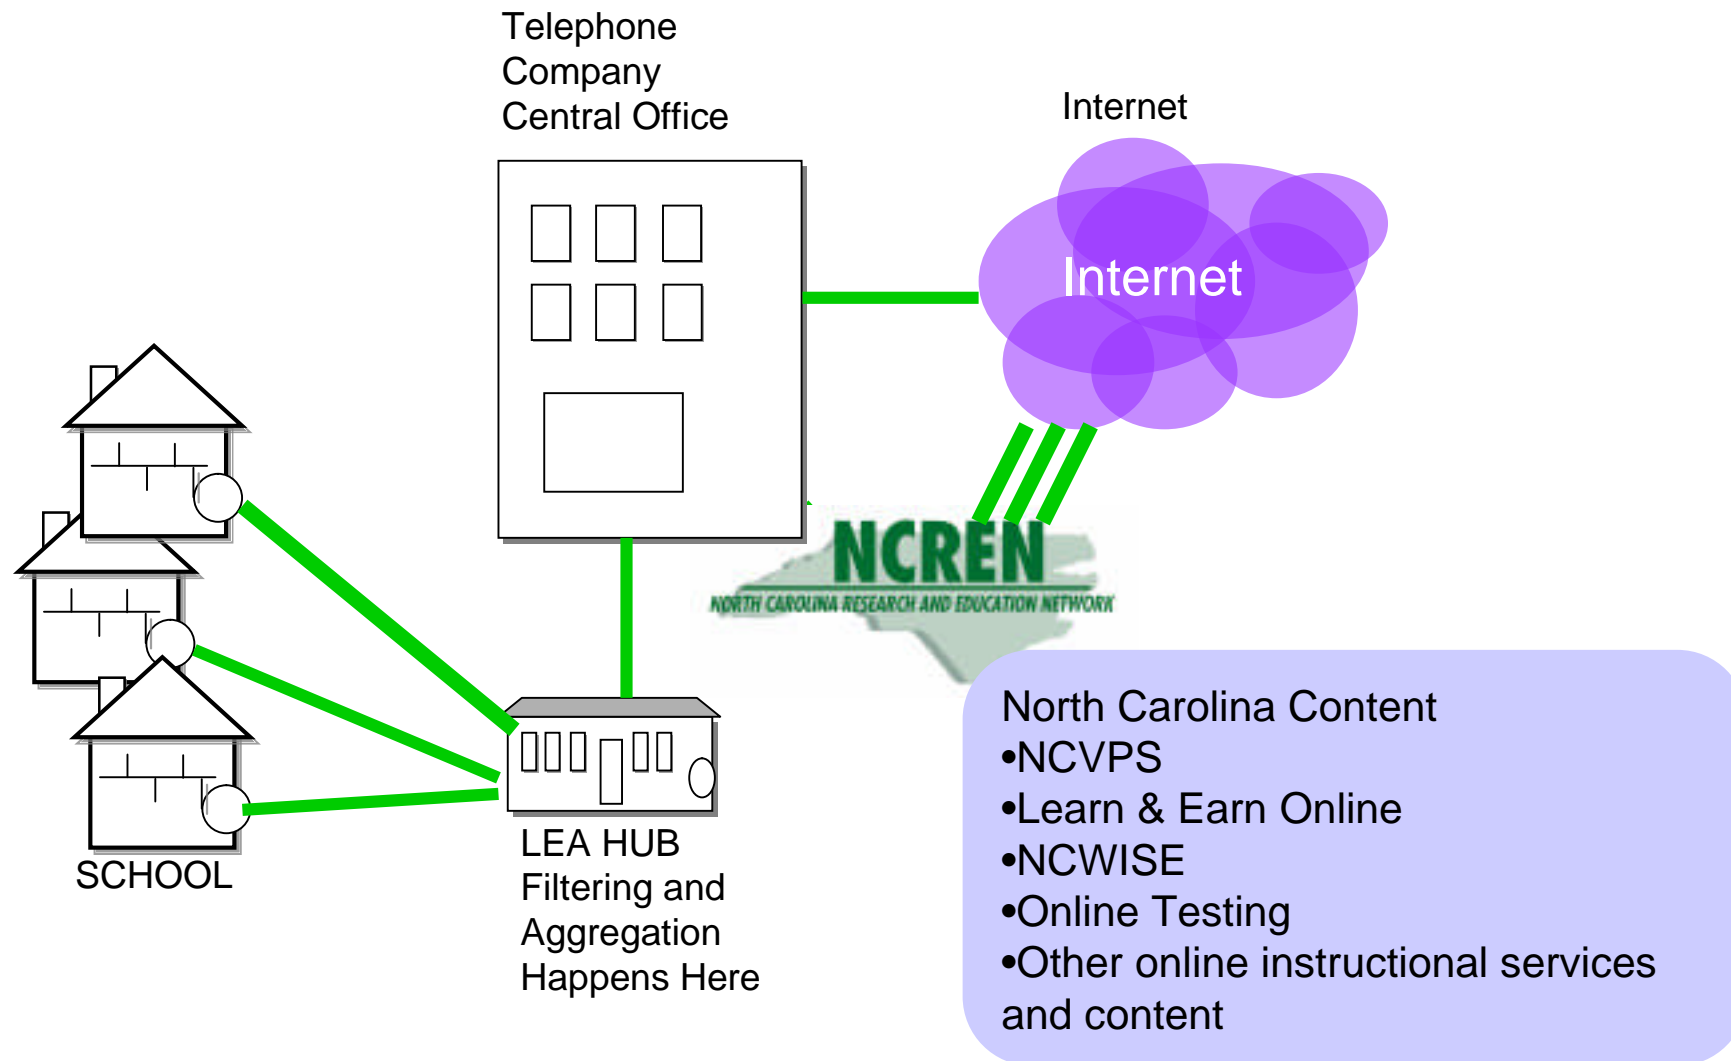 Telephone
Company
Central Office
Internet
Internet
NCREN
NORTH CAROLINA RESEARCH AND EDUCATION NETWORK
SCHOOL
LEA HUB
Filtering and
Aggregation
Happens Here
North Carolina Content
•NCVPS
•Learn & Earn Online
•NCWISE
•Online Testing
•Other online instructional services
and content